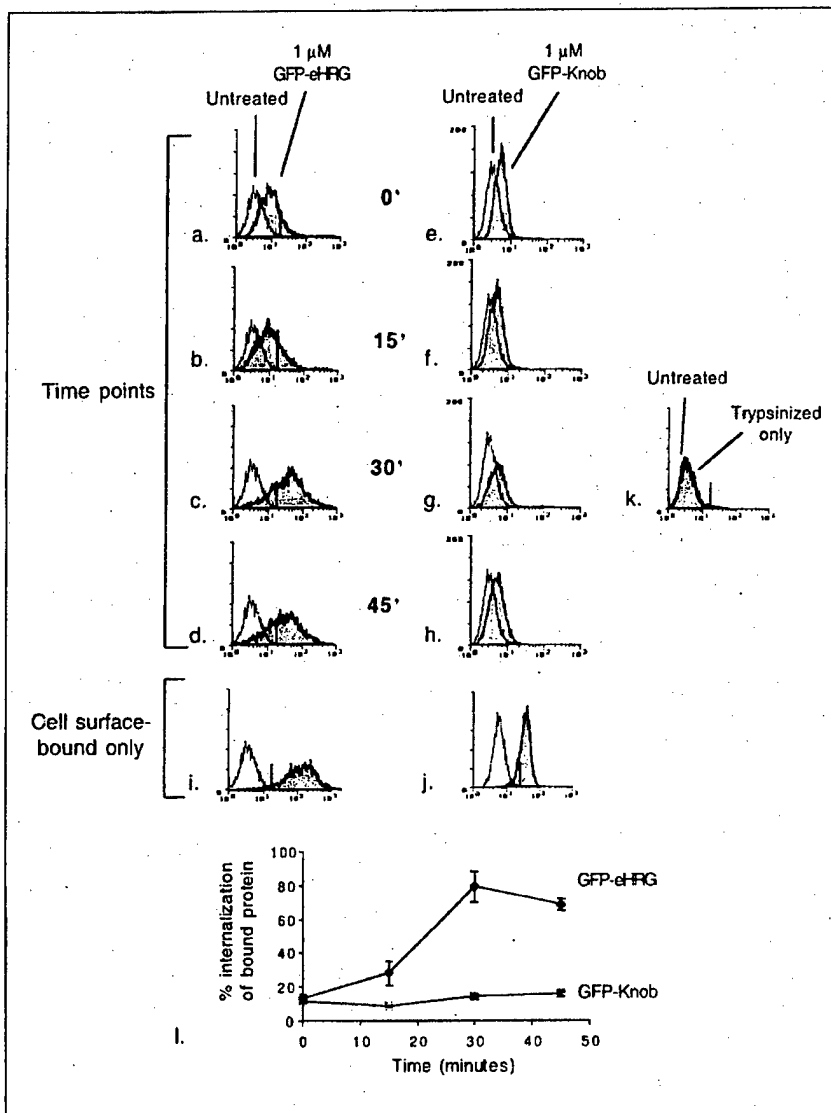 1 µM
GFP-eHRG
1 µM
GFP-Knob
Untreated
Untreated
0'
a.
e.
15'
b.
f.
Time points
Untreated
Trypsinized
only
30'
c.
g.
k.
45'
d.
h.
Cell surface-
bound only
i.
j.
% internalization
of bound protein
100
80
60
40
20
0
GFP-eHRG
GFP-Knob
l.
0 10 20 30 40 50
Time (minutes)